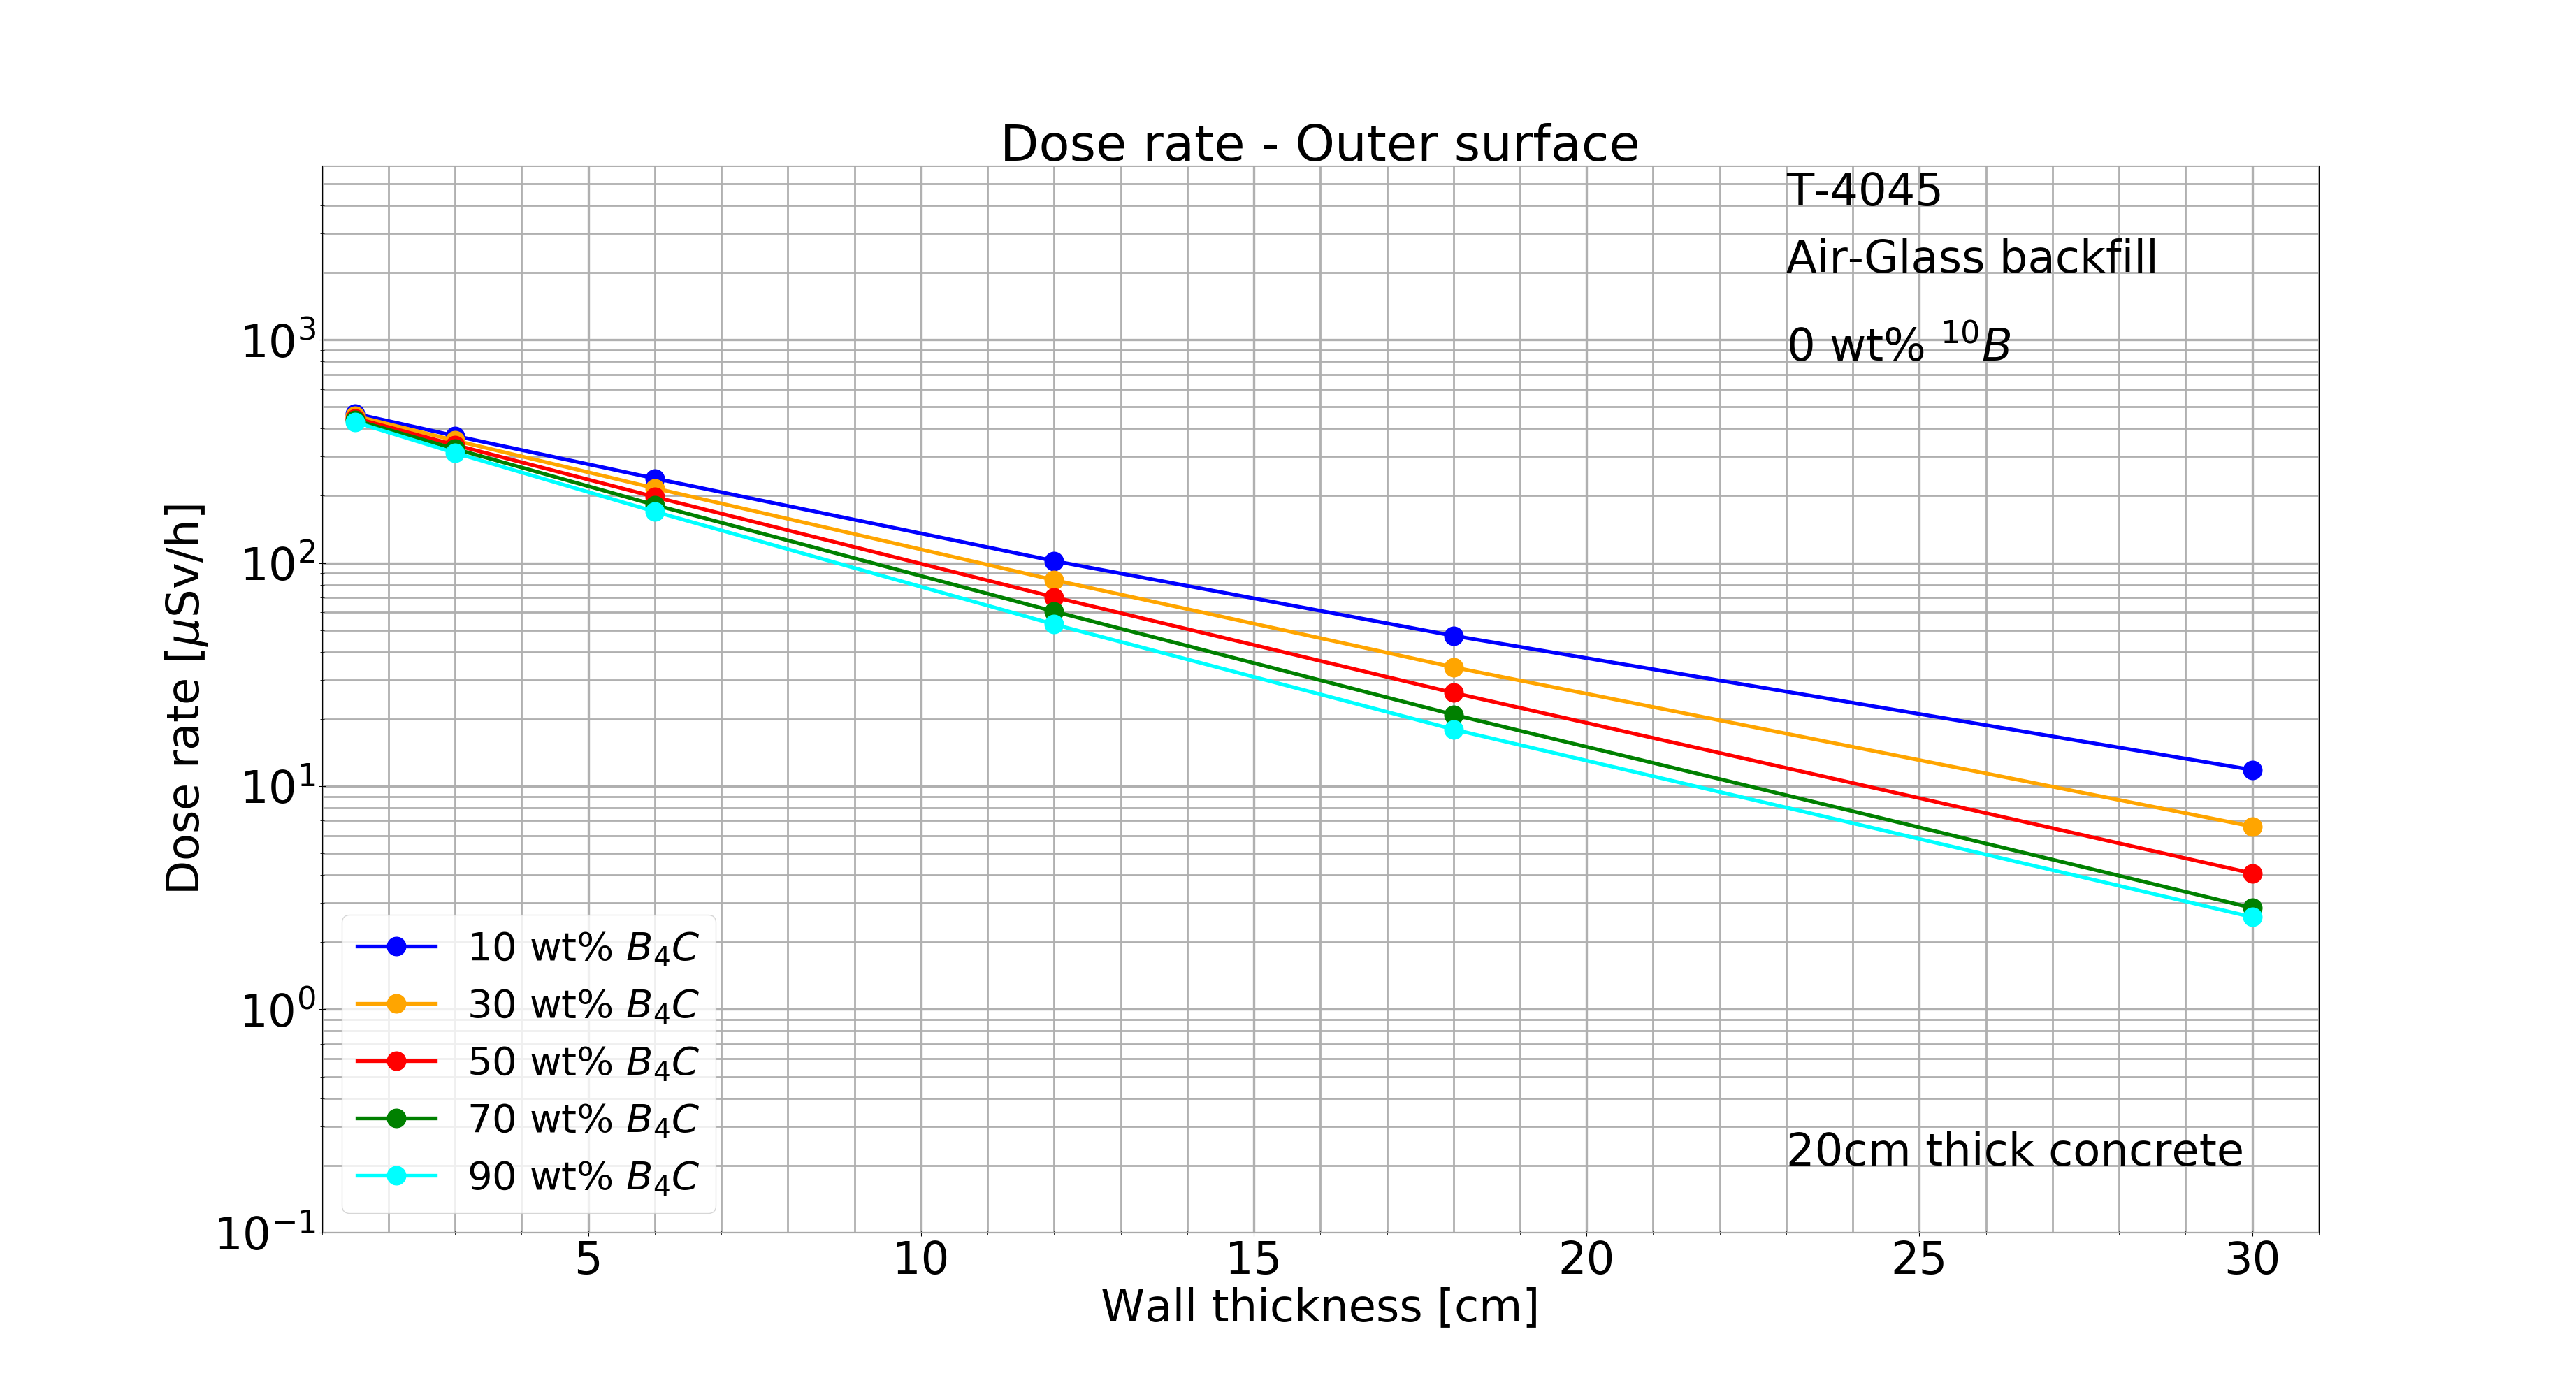 Dose rate - Outer surface
T-4045
Air-Glass backfill
0 wt% ¹⁰B
Dose rate [μSv/h]
10³
10²
10¹
10⁰
10⁻¹
10 wt% B₄C
30 wt% B₄C
50 wt% B₄C
70 wt% B₄C
90 wt% B₄C
20cm thick concrete
5 10 15 20 25 30
Wall thickness [cm]